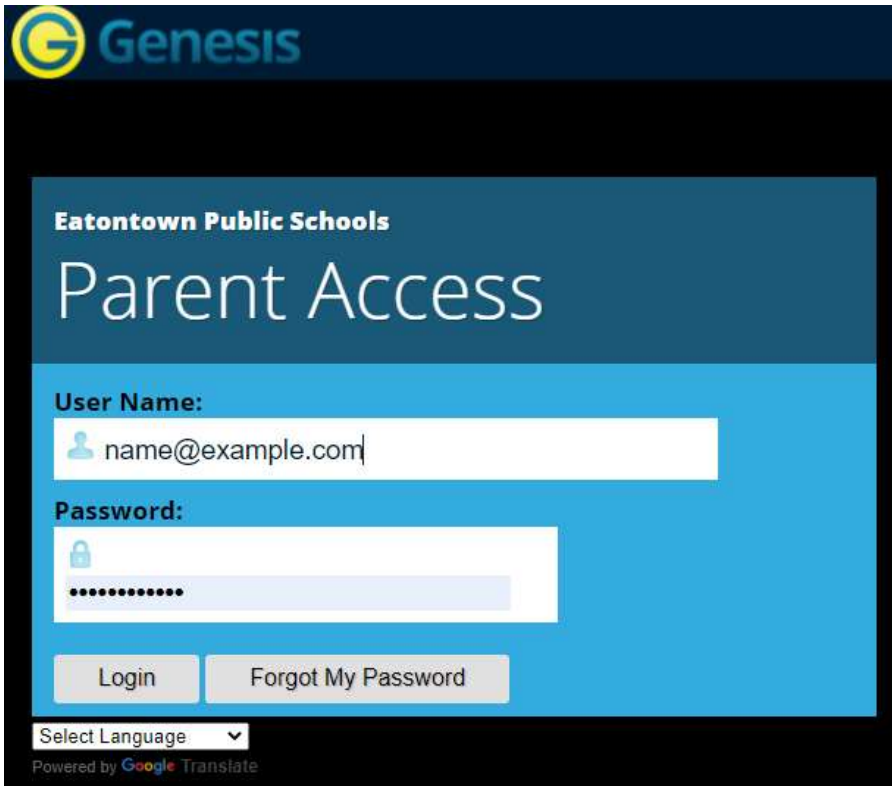 Genesis
Eatontown Public Schools
Parent Access
User Name:
name@example.com
Password:
••••••••••••
Login Forgot My Password
Select Language
Powered by Google Translate